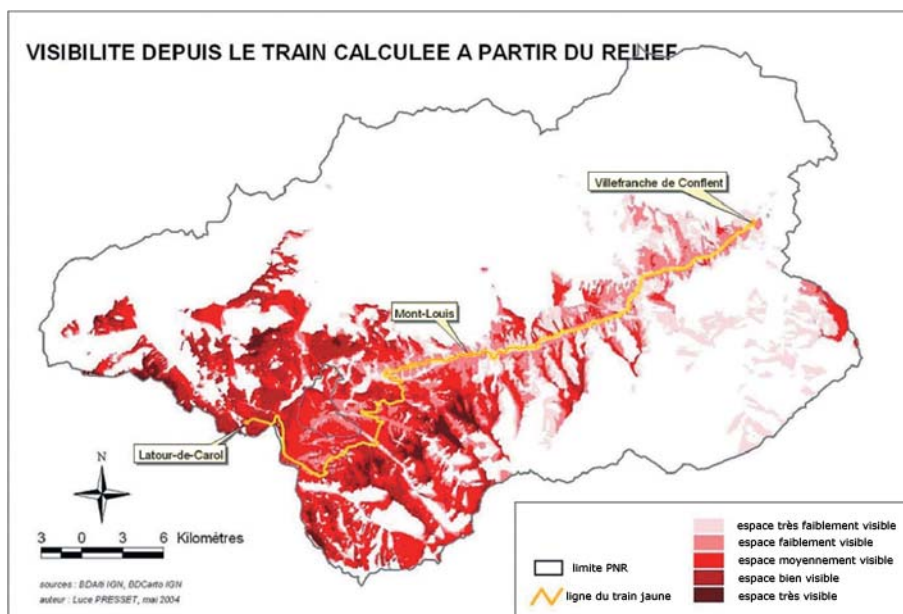 VISIBILITE DEPUIS LE TRAIN CALCULEE A PARTIR DU RELIEF
Villefranche de Conflent
Mont-Louis
Latour-de-Carol
N
3 0 3 6 Kilométres
sources : BDAlti IGN, BDCarto IGN
auteur : Luce PRESSET, mai 2004
limite PNR
ligne du train jaune
espace très faiblement visible
espace faiblement visible
espace moyennement visible
espace bien visible
espace très visible